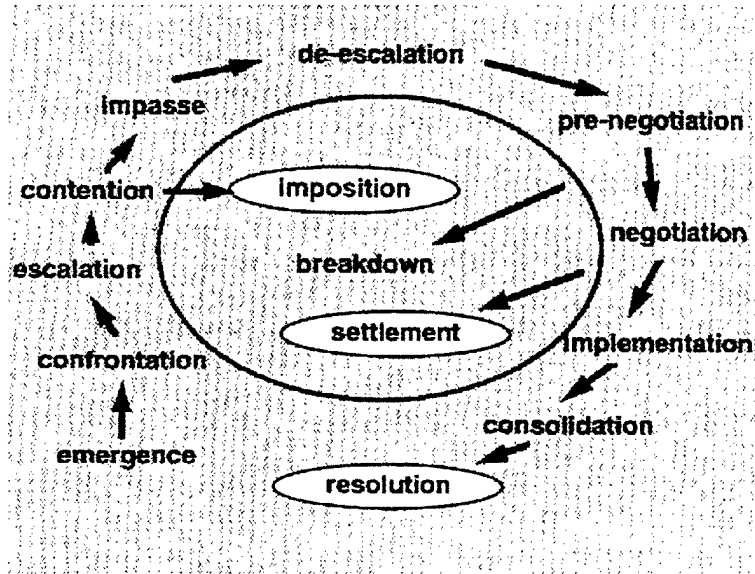 de-escalation
impasse
pre-negotiation
contention
imposition
negotiation
escalation
breakdown
settlement
implementation
confrontation
consolidation
emergence
resolution